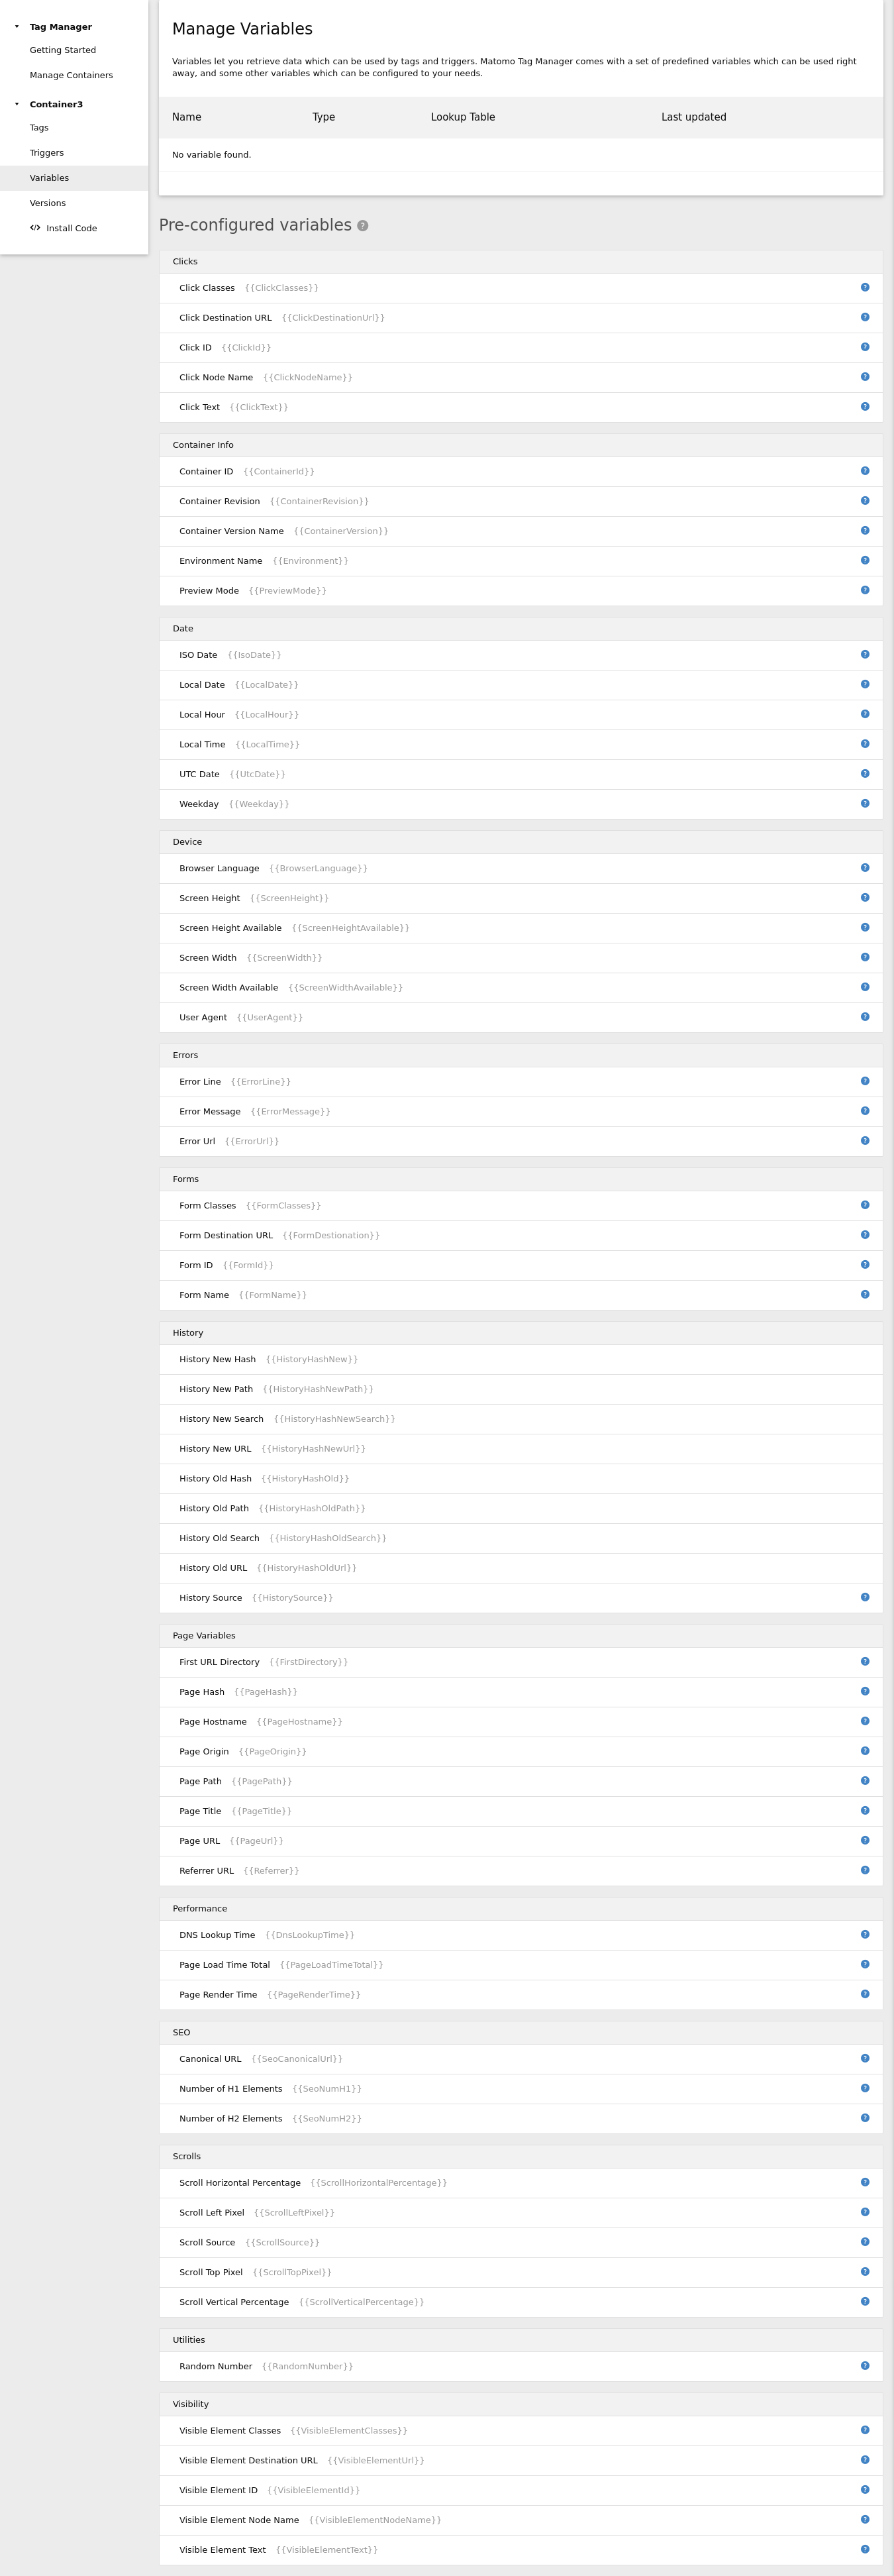 Tag Manager
Getting Started
Manage Containers
Container3
Tags
Triggers
Variables
Versions
Install Code
Manage Variables
Variables let you retrieve data which can be used by tags and triggers. Matomo Tag Manager comes with a set of predefined variables which can be used right
away, and some other variables which can be configured to your needs.
Name Type Lookup Table Last updated
No variable found.
Pre-configured variables ?
Clicks
Click Classes {{ClickClasses}} ?
Click Destination URL {{ClickDestinationUrl}} ?
Click ID {{ClickId}} ?
Click Node Name {{ClickNodeName}} ?
Click Text {{ClickText}} ?
Container Info
Container ID {{ContainerId}} ?
Container Revision {{ContainerRevision}} ?
Container Version Name {{ContainerVersion}} ?
Environment Name {{Environment}} ?
Preview Mode {{PreviewMode}} ?
Date
ISO Date {{IsoDate}} ?
Local Date {{LocalDate}} ?
Local Hour {{LocalHour}} ?
Local Time {{LocalTime}} ?
UTC Date {{UtcDate}} ?
Weekday {{Weekday}} ?
Device
Browser Language {{BrowserLanguage}} ?
Screen Height {{ScreenHeight}} ?
Screen Height Available {{ScreenHeightAvailable}} ?
Screen Width {{ScreenWidth}} ?
Screen Width Available {{ScreenWidthAvailable}} ?
User Agent {{UserAgent}} ?
Errors
Error Line {{ErrorLine}} ?
Error Message {{ErrorMessage}} ?
Error Url {{ErrorUrl}} ?
Forms
Form Classes {{FormClasses}} ?
Form Destination URL {{FormDestionation}} ?
Form ID {{FormId}} ?
Form Name {{FormName}} ?
History
History New Hash {{HistoryHashNew}}
History New Path {{HistoryHashNewPath}}
History New Search {{HistoryHashNewSearch}}
History New URL {{HistoryHashNewUrl}}
History Old Hash {{HistoryHashOld}}
History Old Path {{HistoryHashOldPath}}
History Old Search {{HistoryHashOldSearch}}
History Old URL {{HistoryHashOldUrl}}
History Source {{HistorySource}} ?
Page Variables
First URL Directory {{FirstDirectory}} ?
Page Hash {{PageHash}} ?
Page Hostname {{PageHostname}} ?
Page Origin {{PageOrigin}} ?
Page Path {{PagePath}} ?
Page Title {{PageTitle}} ?
Page URL {{PageUrl}} ?
Referrer URL {{Referrer}} ?
Performance
DNS Lookup Time {{DnsLookupTime}} ?
Page Load Time Total {{PageLoadTimeTotal}} ?
Page Render Time {{PageRenderTime}} ?
SEO
Canonical URL {{SeoCanonicalUrl}} ?
Number of H1 Elements {{SeoNumH1}} ?
Number of H2 Elements {{SeoNumH2}} ?
Scrolls
Scroll Horizontal Percentage {{ScrollHorizontalPercentage}} ?
Scroll Left Pixel {{ScrollLeftPixel}} ?
Scroll Source {{ScrollSource}} ?
Scroll Top Pixel {{ScrollTopPixel}} ?
Scroll Vertical Percentage {{ScrollVerticalPercentage}} ?
Utilities
Random Number {{RandomNumber}} ?
Visibility
Visible Element Classes {{VisibleElementClasses}} ?
Visible Element Destination URL {{VisibleElementUrl}} ?
Visible Element ID {{VisibleElementId}} ?
Visible Element Node Name {{VisibleElementNodeName}} ?
Visible Element Text {{VisibleElementText}} ?